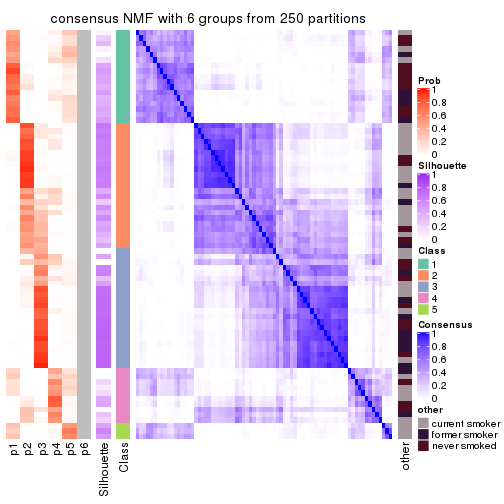 consensus NMF with 6 groups from 250 partitions
Prob
1
0.8
0.6
0.4
0.2
0
Silhouette
1
0.8
0.6
0.4
0.2
0
Class
1
2
3
4
5
Consensus
1
0.8
0.6
0.4
0.2
0
other
current smoker
former smoker
never smoked
p1
p2
p3
p4
p5
p6
Silhouette
Class
other